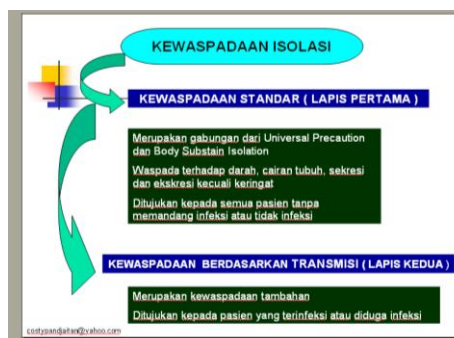 KEWASPADAAN ISOLASI
KEWASPADAAN STANDAR ( LAPIS PERTAMA )
Merupakan gabungan dari Universal Precaution
dan Body Substain Isolation
Waspada terhadap darah, cairan tubuh, sekresi
dan ekskresi kecuali keringat
Ditujukan kepada semua pasien tanpa
memandang infeksi atau tidak infeksi
KEWASPADAAN BERDASARKAN TRANSMISI ( LAPIS KEDUA )
Merupakan kewaspadaan tambahan
Ditujukan kepada pasien yang terinfeksi atau diduga infeksi
costypandjaitan@yahoo.com